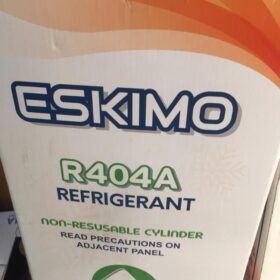 ESKIMO
R404A
REFRIGERANT
NON-RESUSABLE CYLINDER
READ PRECAUTIONS ON
ADJACENT PANEL